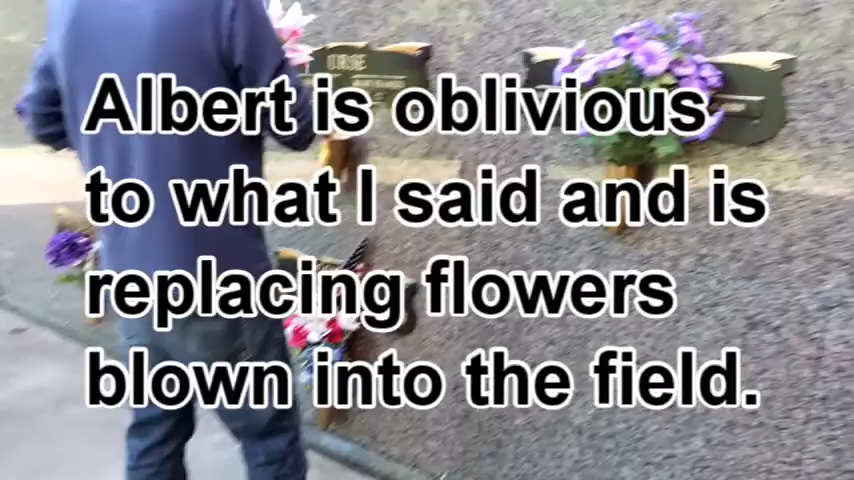 Albert is oblivious
to what I said and is
replacing flowers
blown into the field.